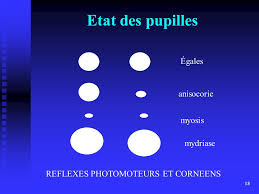 Etat des pupilles
Égales
anisocorie
myosis
mydriase
REFLEXES PHOTOMOTEURS ET CORNEENS
18